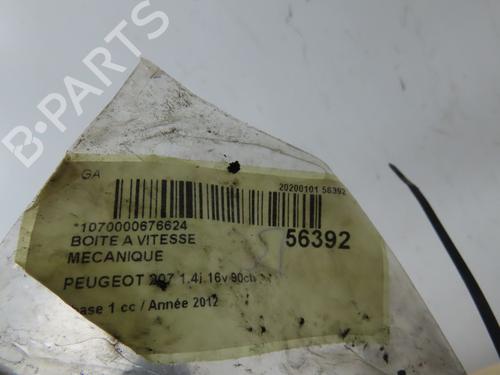 B-PARTS
GA
20200101 56392
*1070000676624
56392
BOITE A VITESSE
MECANIQUE
PEUGEOT 207 1.4i 16v 90ch
ase 1 cc / Année 2012